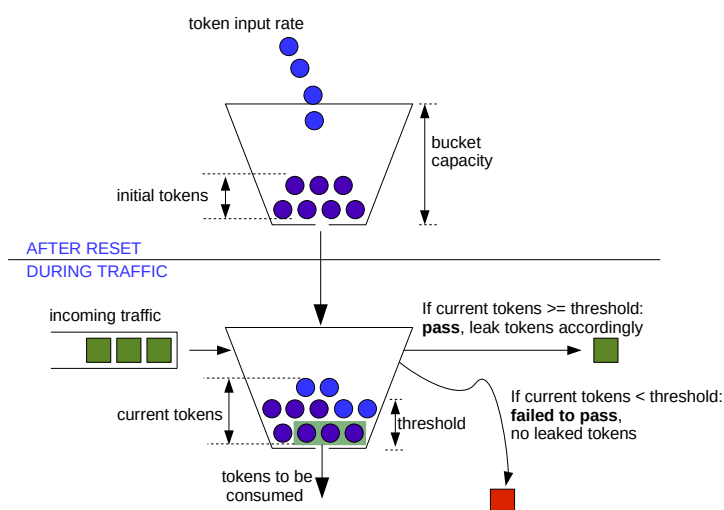 token input rate
bucket
capacity
initial tokens
AFTER RESET
DURING TRAFFIC
incoming traffic
If current tokens >= threshold:
pass, leak tokens accordingly
If current tokens < threshold:
failed to pass,
no leaked tokens
current tokens
threshold
tokens to be
consumed